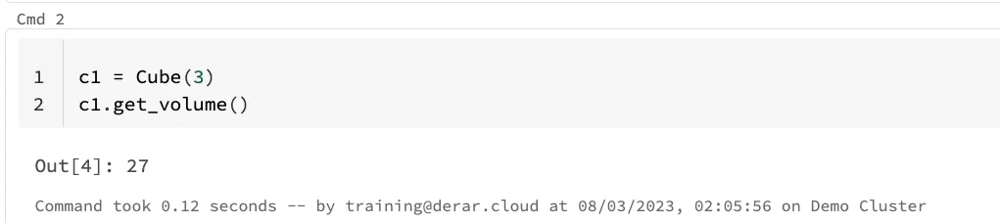 Cmd 2
1 c1 = Cube(3)
2 c1.get_volume()
Out[4]: 27
Command took 0.12 seconds -- by training@derar.cloud at 08/03/2023, 02:05:56 on Demo Cluster